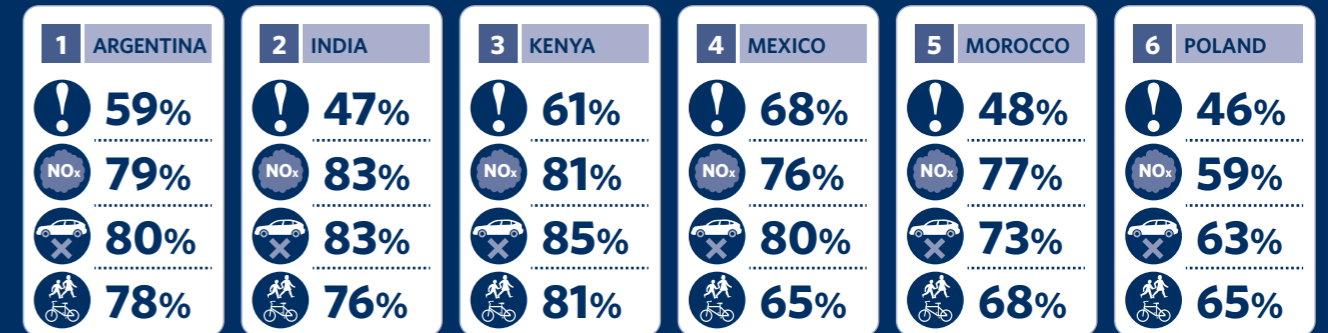 1 ARGENTINA
! 59%
NOx 79%
80%
78%
2 INDIA
! 47%
NOx 83%
83%
76%
3 KENYA
! 61%
NOx 81%
85%
81%
4 MEXICO
! 68%
NOx 76%
80%
65%
5 MOROCCO
! 48%
NOx 77%
73%
68%
6 POLAND
! 46%
NOx 59%
63%
65%